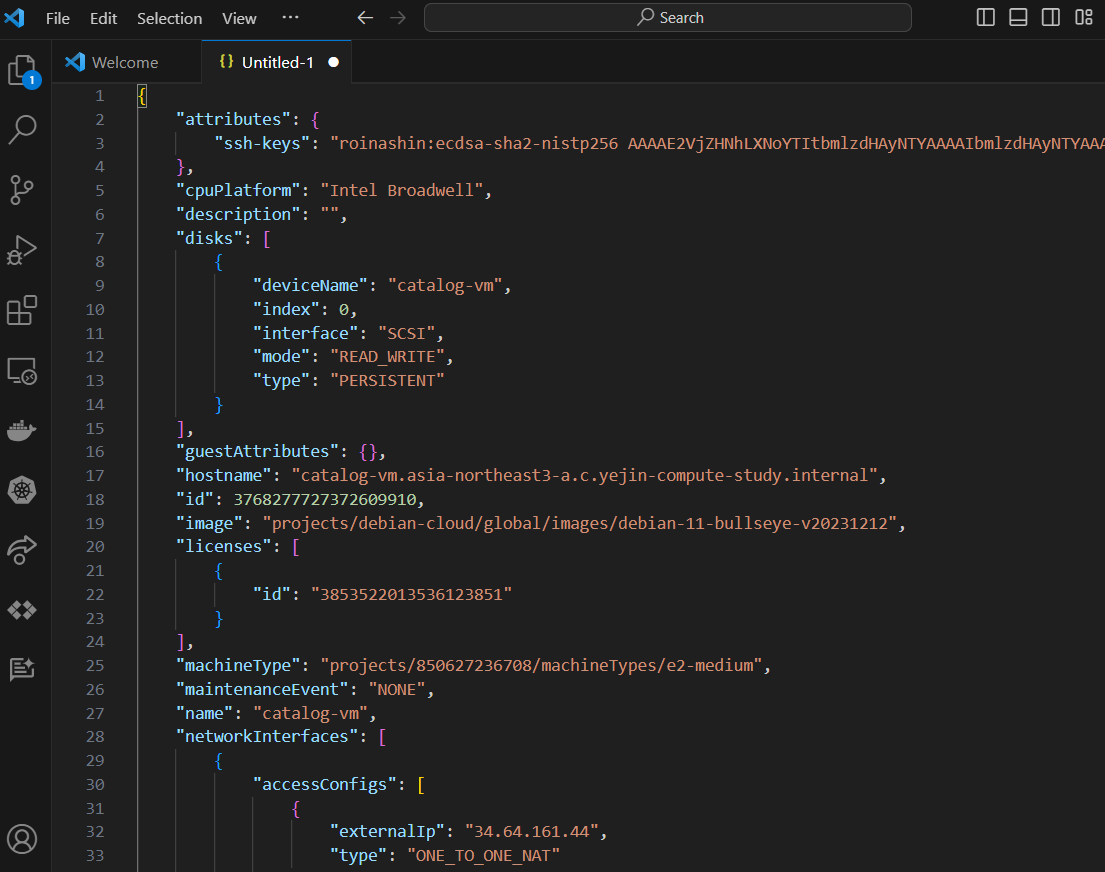 File Edit Selection View ··· Search
Welcome
{} Untitled-1
1
1 {
2 "attributes": {
3 "ssh-keys": "roinashin:ecdsa-sha2-nistp256 AAAAE2VjZHNhLXNoYTItbmlzdHAyNTYAAAAIbmlzdHAyNTYAAA
4 },
5 "cpuPlatform": "Intel Broadwell",
6 "description": "",
7 "disks": [
8 {
9 "deviceName": "catalog-vm",
10 "index": 0,
11 "interface": "SCSI",
12 "mode": "READ_WRITE",
13 "type": "PERSISTENT"
14 }
15 ],
16 "guestAttributes": {},
17 "hostname": "catalog-vm.asia-northeast3-a.c.yejin-compute-study.internal",
18 "id": 3768277727372609910,
19 "image": "projects/debian-cloud/global/images/debian-11-bullseye-v20231212",
20 "licenses": [
21 {
22 "id": "3853522013536123851"
23 }
24 ],
25 "machineType": "projects/850627236708/machineTypes/e2-medium",
26 "maintenanceEvent": "NONE",
27 "name": "catalog-vm",
28 "networkInterfaces": [
29 {
30 "accessConfigs": [
31 {
32 "externalIp": "34.64.161.44",
33 "type": "ONE_TO_ONE_NAT"